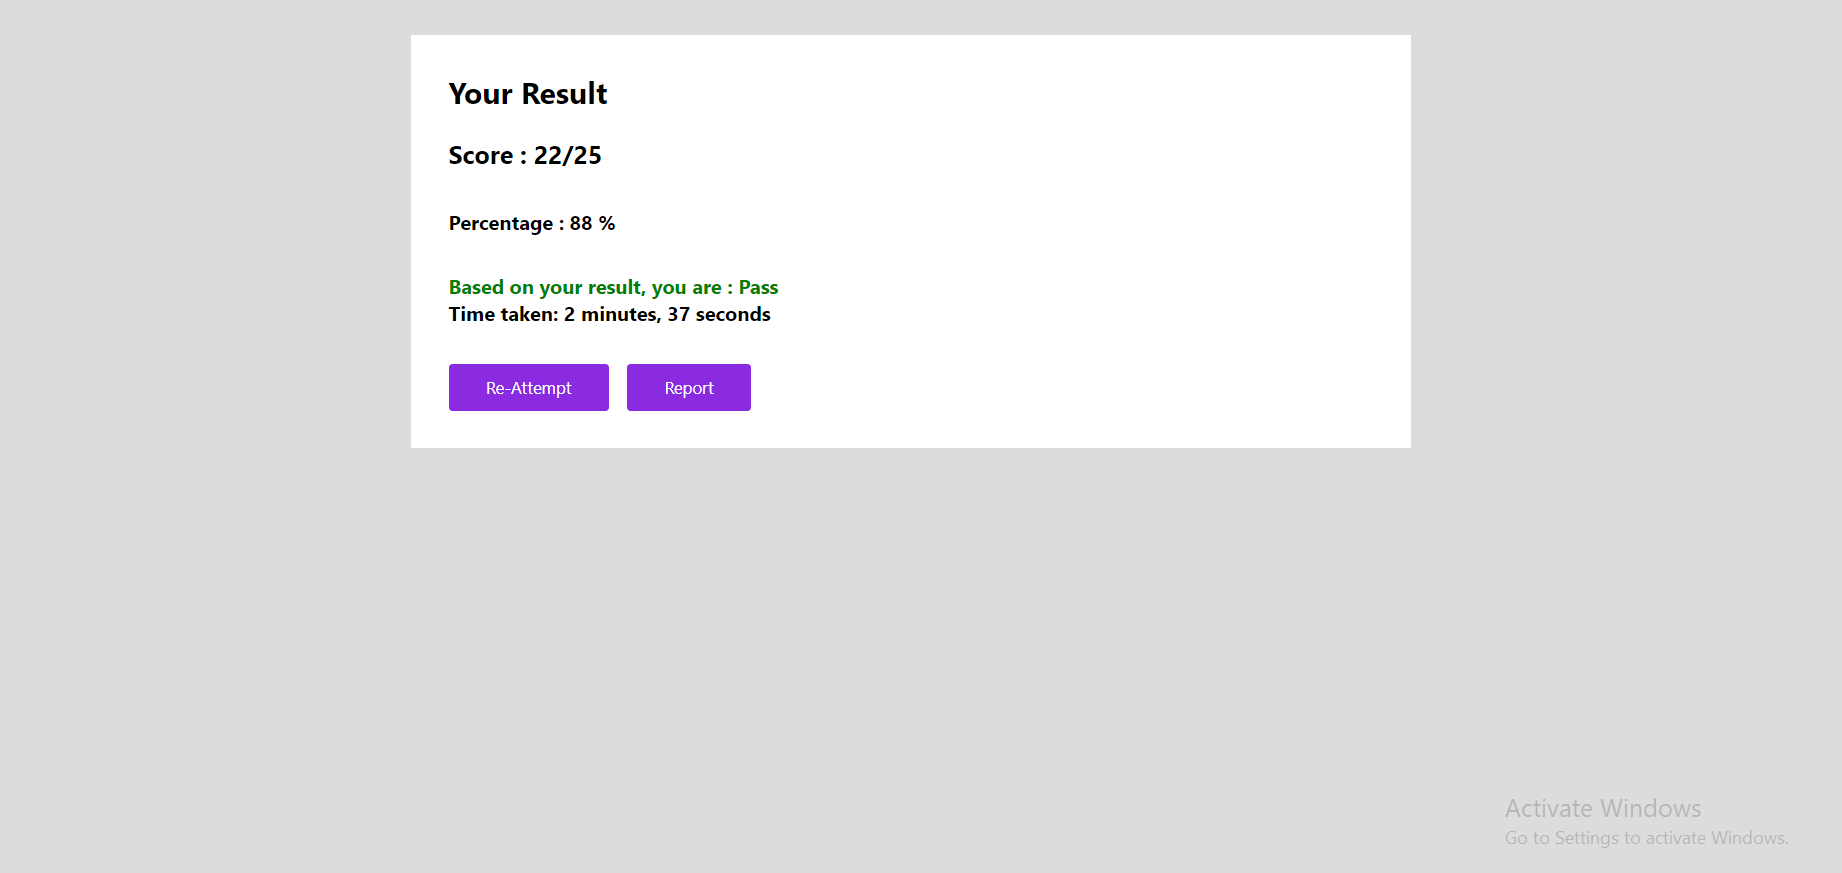 Your Result
Score : 22/25
Percentage : 88 %
Based on your result, you are : Pass
Time taken: 2 minutes, 37 seconds
Re-Attempt
Report
Activate Windows
Go to Settings to activate Windows.